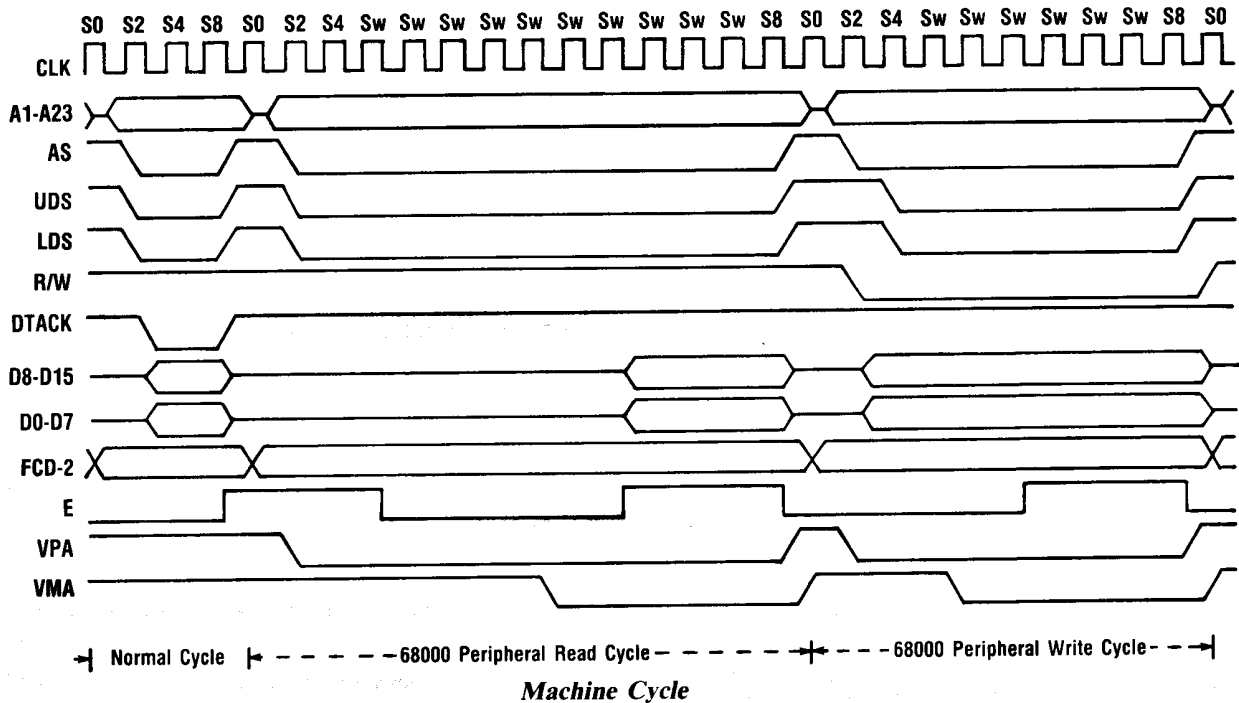 S0 S2 S4 S8 S0 S2 S4 Sw Sw Sw Sw Sw Sw Sw Sw Sw Sw S8 S0 S2 S4 Sw Sw Sw Sw Sw Sw S8 S0
CLK
A1-A23
AS
UDS
LDS
R/W
DTACK
D8-D15
D0-D7
FCD-2
E
VPA
VMA
Normal Cycle 68000 Peripheral Read Cycle 68000 Peripheral Write Cycle
Machine Cycle